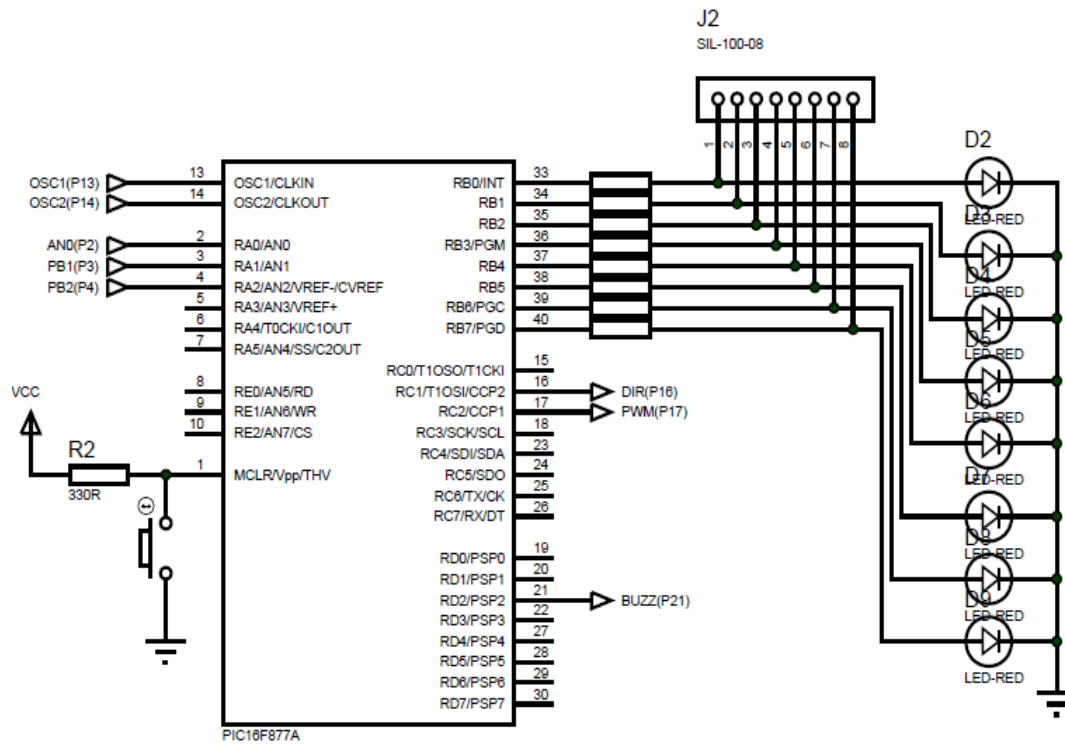 J2
SIL-100-08
1 2 3 4 5 6 7 8
OSC1(P13)
OSC2(P14)
AN0(P2)
PB1(P3)
PB2(P4)
13 OSC1/CLKIN
14 OSC2/CLKOUT
2 RA0/AN0
3 RA1/AN1
4 RA2/AN2/VREF-/CVREF
5 RA3/AN3/VREF+
6 RA4/T0CKI/C1OUT
7 RA5/AN4/SS/C2OUT
8 RE0/AN5/RD
9 RE1/AN6/WR
10 RE2/AN7/CS
1 MCLR/Vpp/THV
VCC
R2
330R
RB0/INT 33
RB1 34
RB2 35
RB3/PGM 36
RB4 37
RB5 38
RB6/PGC 39
RB7/PGD 40
RC0/T1OSO/T1CKI 15
RC1/T1OSI/CCP2 16 DIR(P16)
RC2/CCP1 17 PWM(P17)
RC3/SCK/SCL 18
RC4/SDI/SDA 23
RC5/SDO 24
RC6/TX/CK 25
RC7/RX/DT 26
RD0/PSP0 19
RD1/PSP1 20
RD2/PSP2 21 BUZZ(P21)
RD3/PSP3 22
RD4/PSP4 27
RD5/PSP5 28
RD6/PSP6 29
RD7/PSP7 30
PIC16F877A
D2
LED-RED
D3
LED-RED
D4
LED-RED
D5
LED-RED
D6
LED-RED
D7
LED-RED
D8
LED-RED
D9
LED-RED